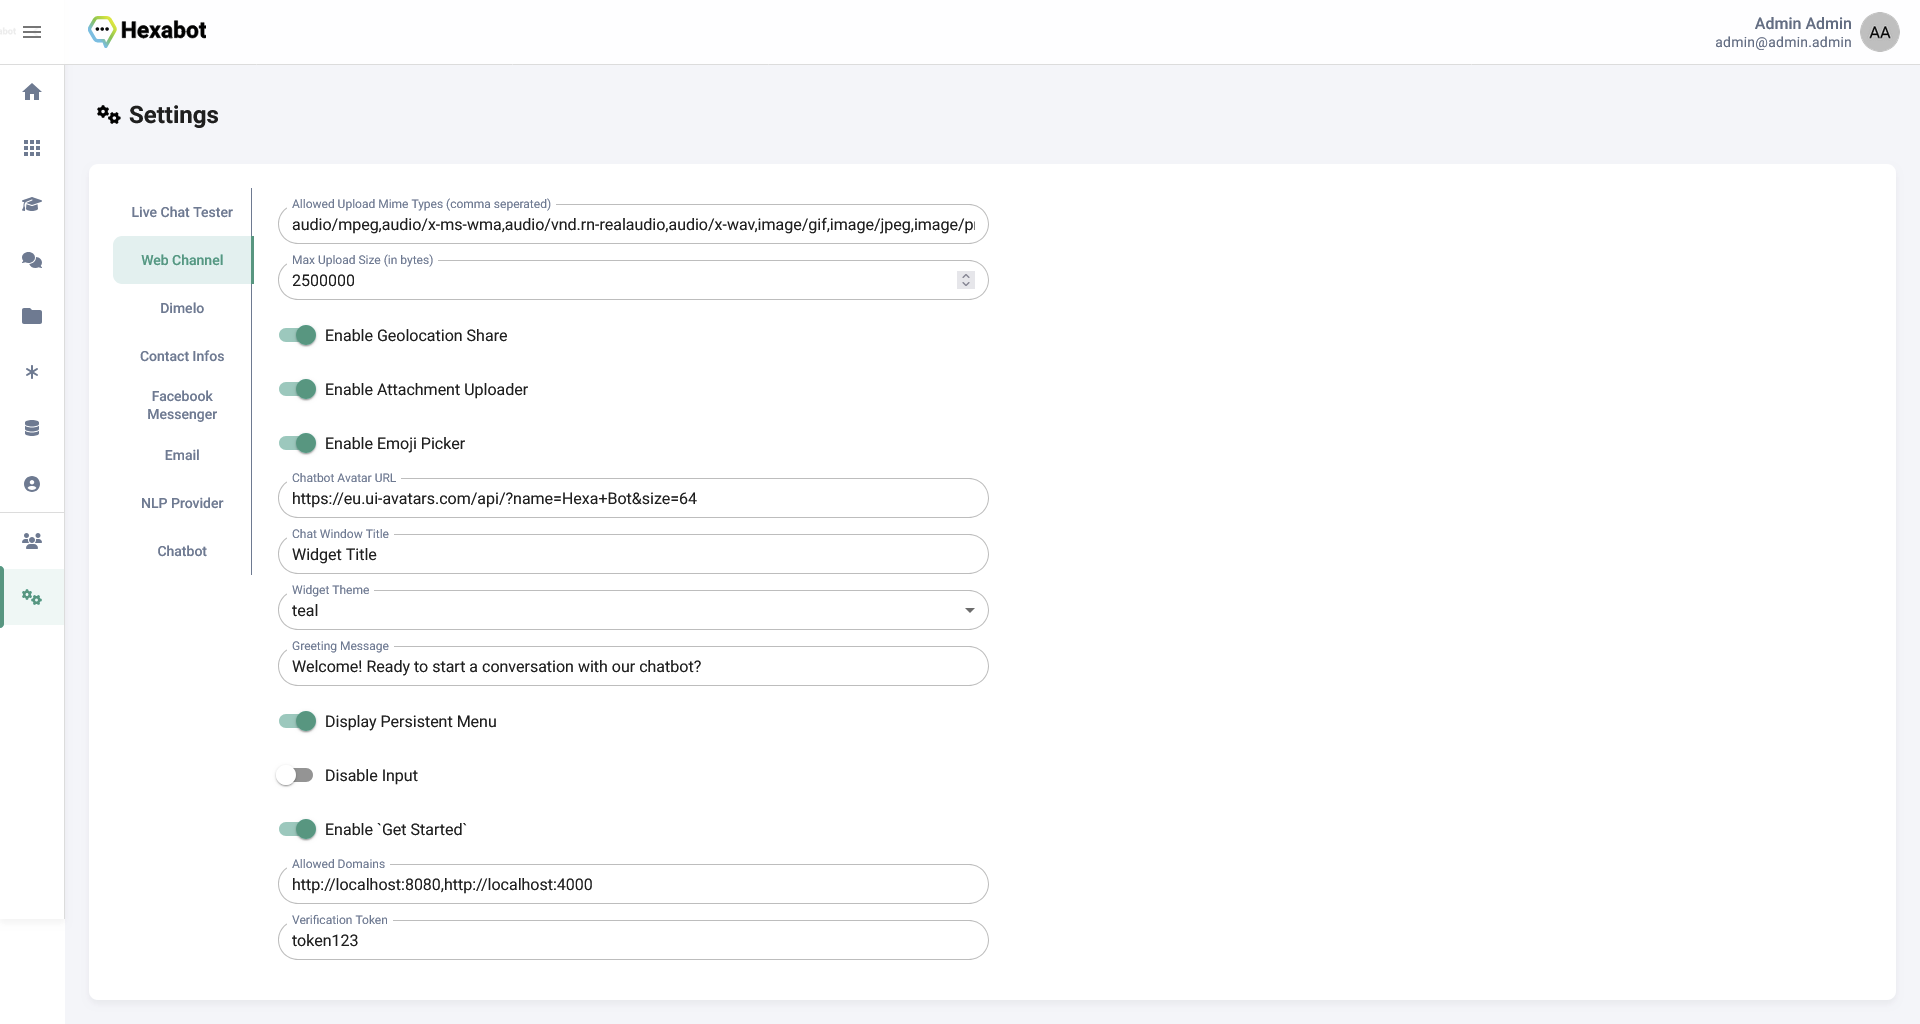 Hexabot
Admin Admin
admin@admin.admin
AA
Settings
Live Chat Tester
Web Channel
Dimelo
Contact Infos
Facebook
Messenger
Email
NLP Provider
Chatbot
Allowed Upload Mime Types (comma seperated)
audio/mpeg,audio/x-ms-wma,audio/vnd.rn-realaudio,audio/x-wav,image/gif,image/jpeg,image/p
Max Upload Size (in bytes)
2500000
Enable Geolocation Share
Enable Attachment Uploader
Enable Emoji Picker
Chatbot Avatar URL
https://eu.ui-avatars.com/api/?name=Hexa+Bot&size=64
Chat Window Title
Widget Title
Widget Theme
teal
Greeting Message
Welcome! Ready to start a conversation with our chatbot?
Display Persistent Menu
Disable Input
Enable `Get Started`
Allowed Domains
http://localhost:8080,http://localhost:4000
Verification Token
token123